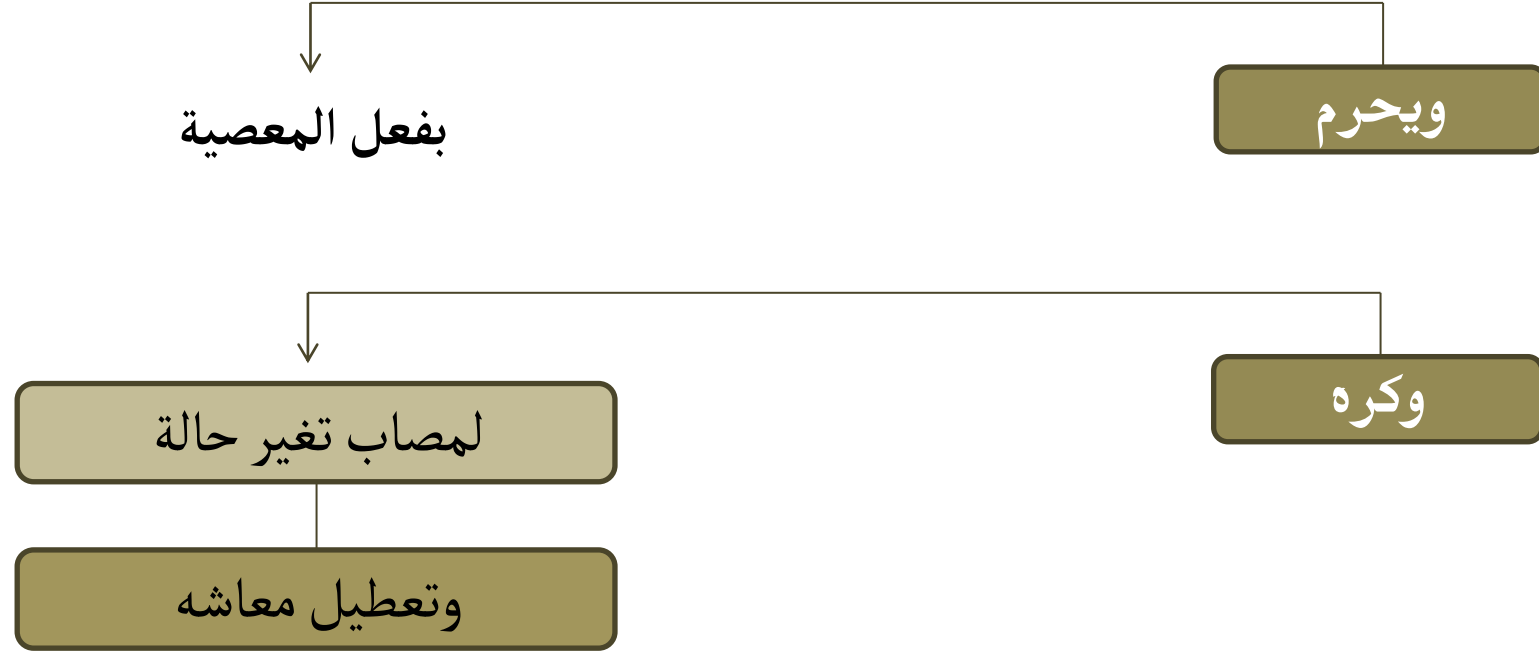 ويحرم
بفعل المعصية
وكره
لمصاب تغير حالة
وتعطيل معاشه